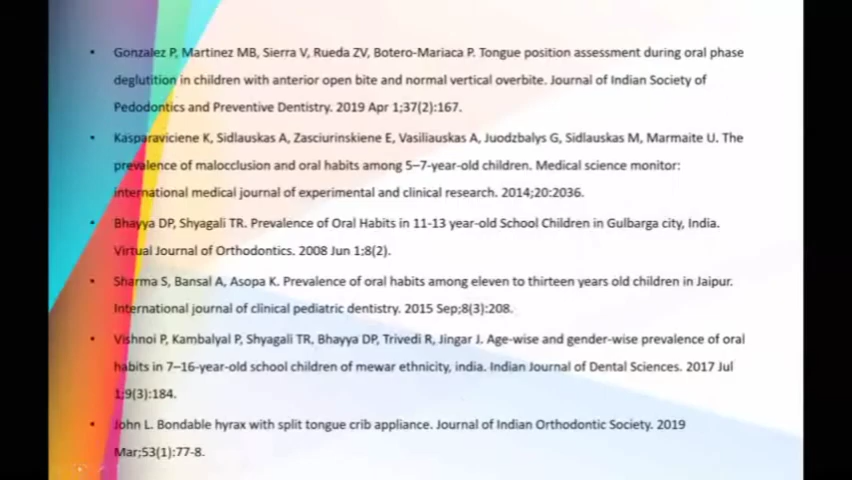 • Gonzalez P, Martinez MB, Sierra V, Rueda ZV, Botero-Mariaca P. Tongue position assessment during oral phase
deglutition in children with anterior open bite and normal vertical overbite. Journal of Indian Society of
Pedodontics and Preventive Dentistry. 2019 Apr 1;37(2):167.
• Kasparaviciene K, Sidlauskas A, Zasciurinskiene E, Vasiliauskas A, Juodzbalys G, Sidlauskas M, Marmaite U. The
prevalence of malocclusion and oral habits among 5–7-year-old children. Medical science monitor:
international medical journal of experimental and clinical research. 2014;20:2036.
• Bhayya DP, Shyagali TR. Prevalence of Oral Habits in 11-13 year-old School Children in Gulbarga city, India.
Virtual Journal of Orthodontics. 2008 Jun 1;8(2).
• Sharma S, Bansal A, Asopa K. Prevalence of oral habits among eleven to thirteen years old children in Jaipur.
International journal of clinical pediatric dentistry. 2015 Sep;8(3):208.
• Vishnoi P, Kambalyal P, Shyagali TR, Bhayya DP, Trivedi R, Jingar J. Age-wise and gender-wise prevalence of oral
habits in 7–16-year-old school children of mewar ethnicity, india. Indian Journal of Dental Sciences. 2017 Jul
1;9(3):184.
• John L. Bondable hyrax with split tongue crib appliance. Journal of Indian Orthodontic Society. 2019
Mar;53(1):77-8.